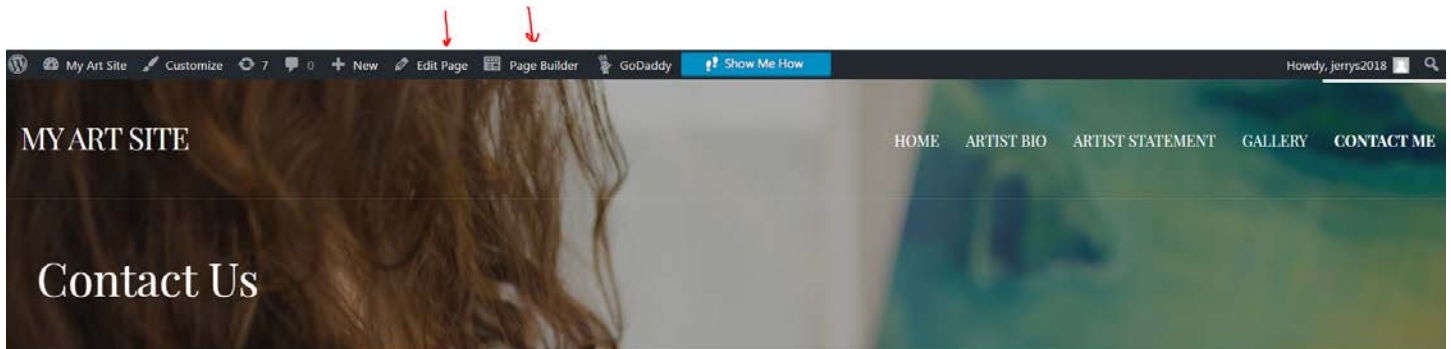 My Art Site Customize 7 0 + New Edit Page Page Builder GoDaddy Show Me How Howdy, jerrys2018
MY ART SITE HOME ARTIST BIO ARTIST STATEMENT GALLERY CONTACT ME
Contact Us